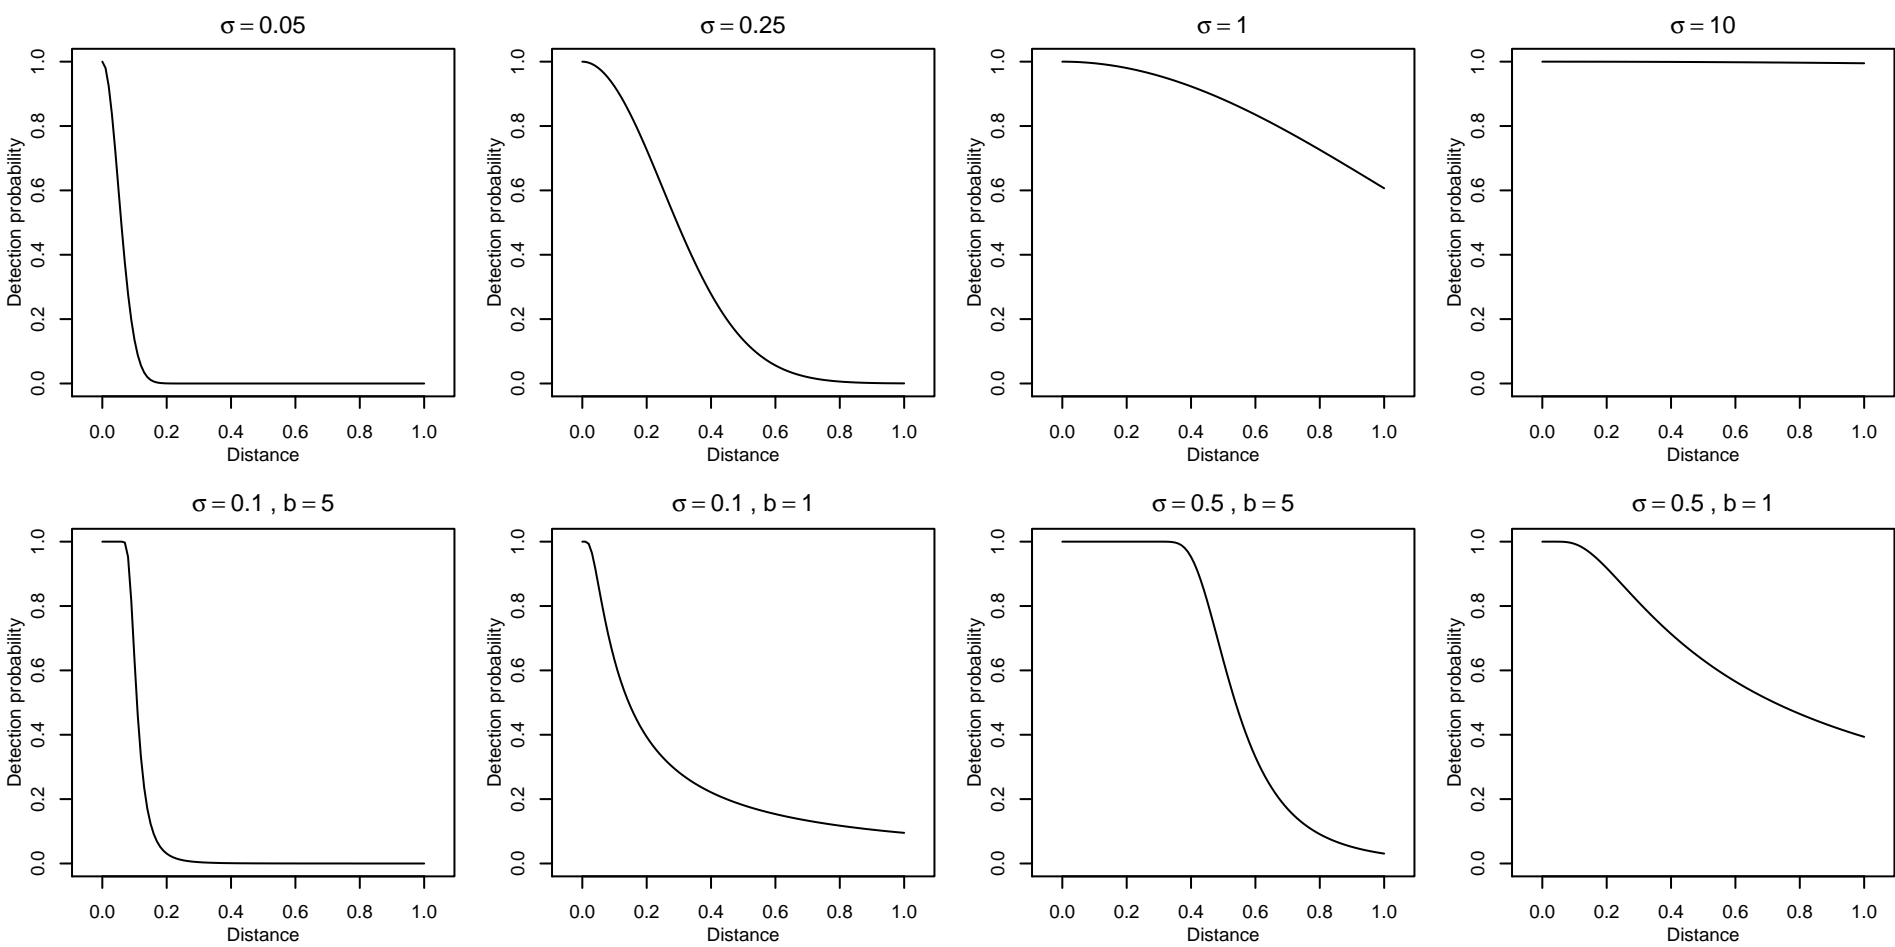 σ = 0.05
Detection probability
0.0 0.2 0.4 0.6 0.8 1.0
0.0 0.2 0.4 0.6 0.8 1.0
Distance
σ = 0.25
Detection probability
0.0 0.2 0.4 0.6 0.8 1.0
0.0 0.2 0.4 0.6 0.8 1.0
Distance
σ = 1
Detection probability
0.0 0.2 0.4 0.6 0.8 1.0
0.0 0.2 0.4 0.6 0.8 1.0
Distance
σ = 10
Detection probability
0.0 0.2 0.4 0.6 0.8 1.0
0.0 0.2 0.4 0.6 0.8 1.0
Distance
σ = 0.1 , b = 5
Detection probability
0.0 0.2 0.4 0.6 0.8 1.0
0.0 0.2 0.4 0.6 0.8 1.0
Distance
σ = 0.1 , b = 1
Detection probability
0.0 0.2 0.4 0.6 0.8 1.0
0.0 0.2 0.4 0.6 0.8 1.0
Distance
σ = 0.5 , b = 5
Detection probability
0.0 0.2 0.4 0.6 0.8 1.0
0.0 0.2 0.4 0.6 0.8 1.0
Distance
σ = 0.5 , b = 1
Detection probability
0.0 0.2 0.4 0.6 0.8 1.0
0.0 0.2 0.4 0.6 0.8 1.0
Distance